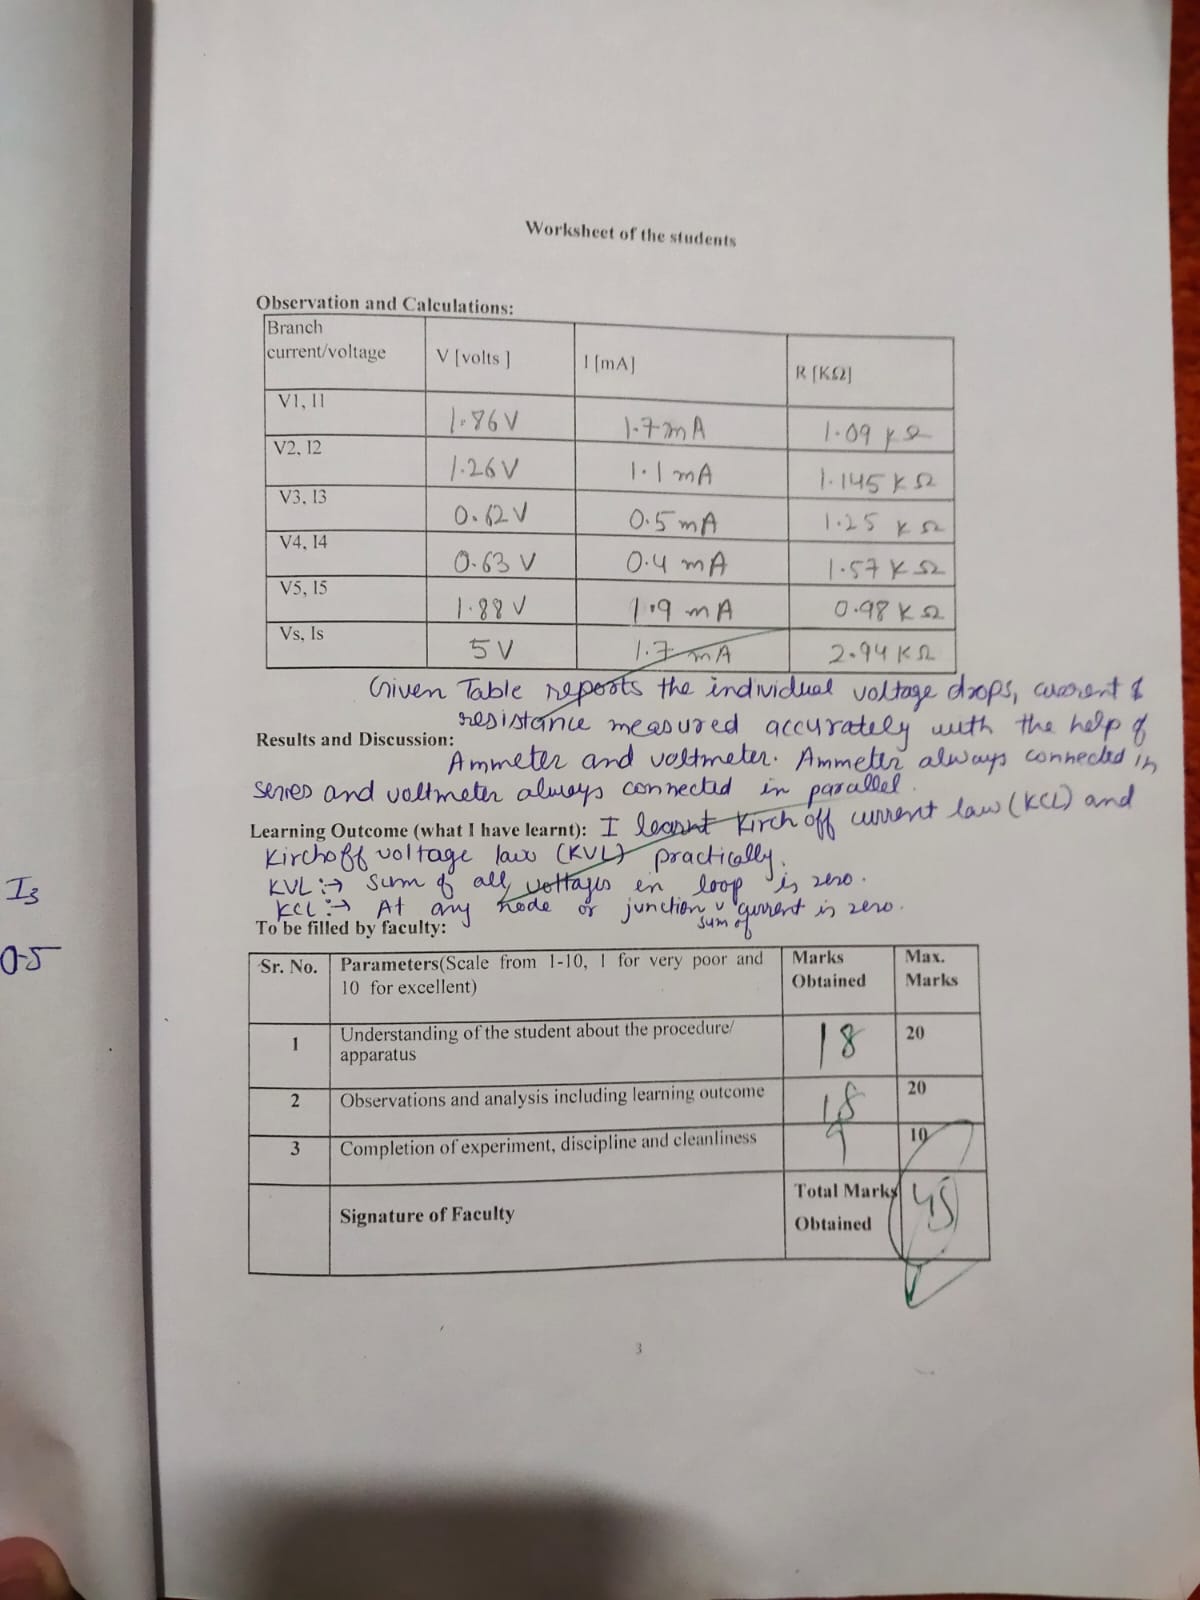 Worksheet of the students
Observation and Calculations:
Branch current/voltage V [volts ] I [mA] R [KΩ]
V1, I1 1.86V 1.7mA 1.09 KΩ
V2, I2 1.26V 1.1mA 1.145 KΩ
V3, I3 0.62V 0.5mA 1.25 KΩ
V4, I4 0.63 V 0.4 mA 1.57 KΩ
V5, I5 1.88 V 1.9 mA 0.98 KΩ
Vs, Is 5V 1.7 mA 2.94 KΩ
Given Table reports the individual voltage drops, current &
resistance measured accurately with the help of
Results and Discussion:
Ammeter and voltmeter. Ammeter always connected in
series and voltmeter always connected in parallel.
Learning Outcome (what I have learnt): I learnt Kirchoff current law (KCL) and
Kirchoff voltage law (KVL) practically.
KVL :→ Sum of all voltages in loop is zero.
KCL :→ At any node or junction sum of current is zero.
To be filled by faculty:
Sr. No. Parameters(Scale from 1-10, 1 for very poor and 10 for excellent) Marks Obtained Max. Marks
1 Understanding of the student about the procedure/ apparatus 18 20
2 Observations and analysis including learning outcome 18 20
3 Completion of experiment, discipline and cleanliness 9 10
Signature of Faculty Total Marks Obtained 45
3
I3
0.5